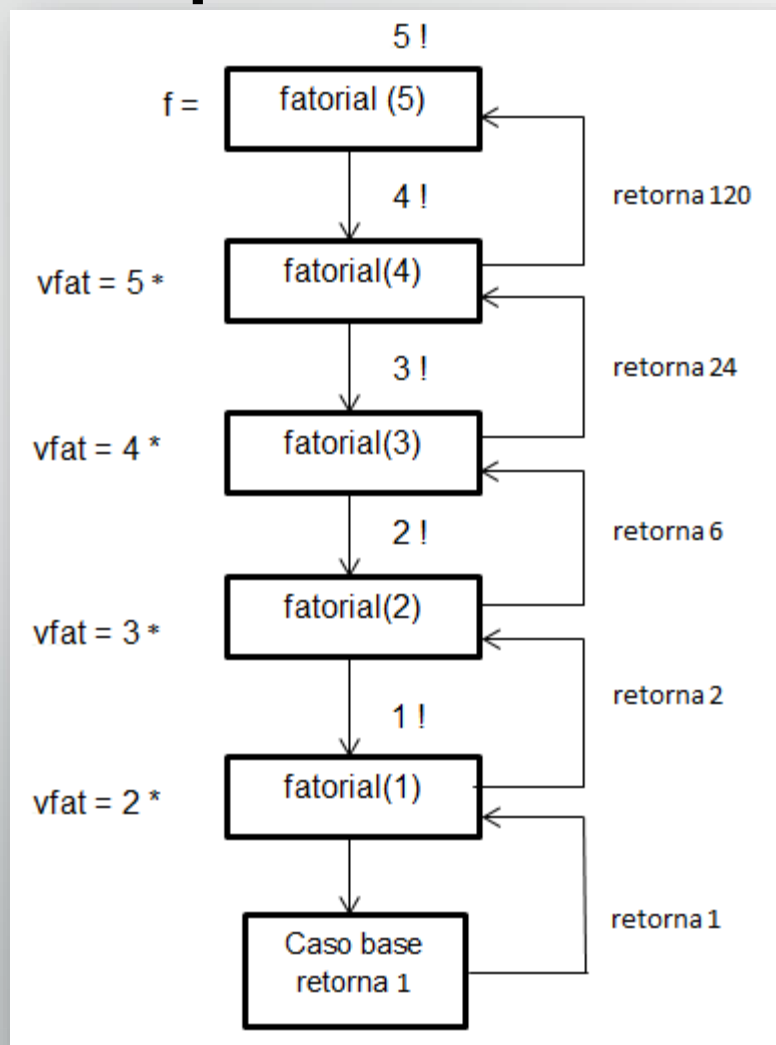 5 !
f =
fatorial (5)
4 !
retorna 120
vfat = 5 *
fatorial(4)
3 !
retorna 24
vfat = 4 *
fatorial(3)
2 !
retorna 6
vfat = 3 *
fatorial(2)
1 !
retorna 2
vfat = 2 *
fatorial(1)
retorna 1
Caso base
retorna 1